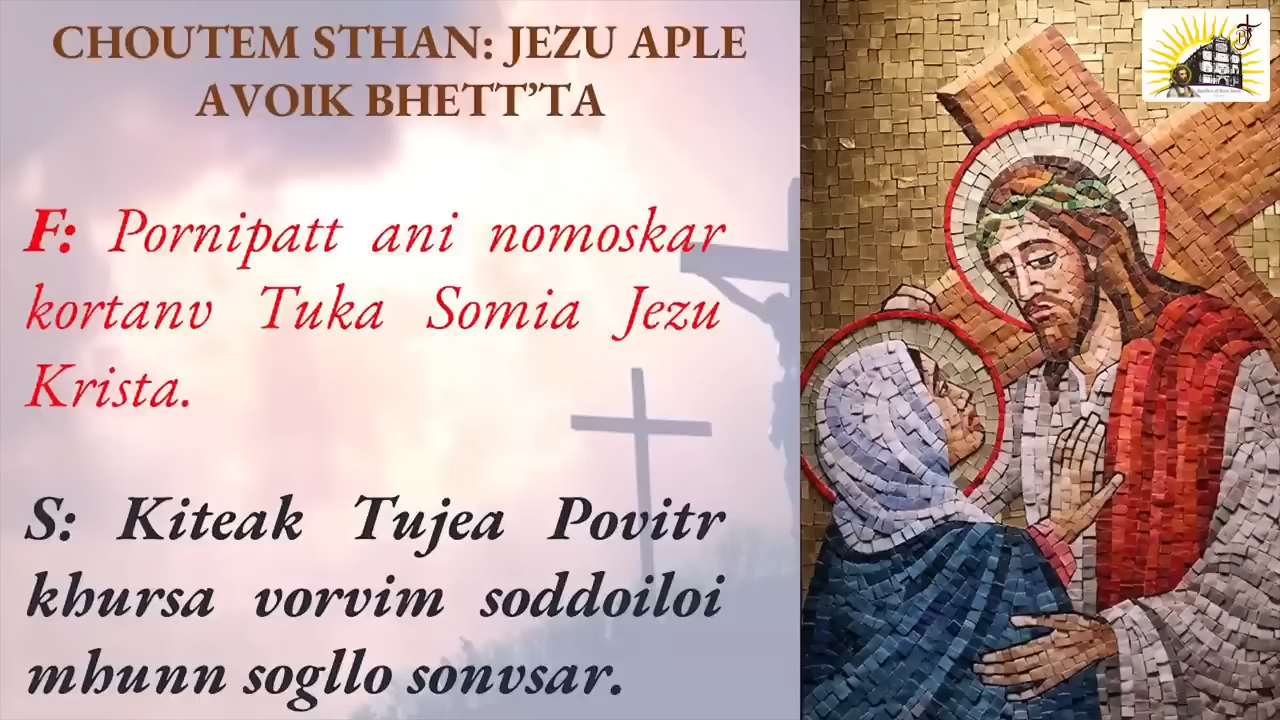 CHOUTEM STHAN: JEZU APLE
AVOIK BHETT’TA
F: Pornipatt ani nomoskar
kortanv Tuka Somia Jezu
Krista.
S: Kiteak Tujea Povitr
khursa vorvim soddoiloi
mhunn sogllo sonvsar.